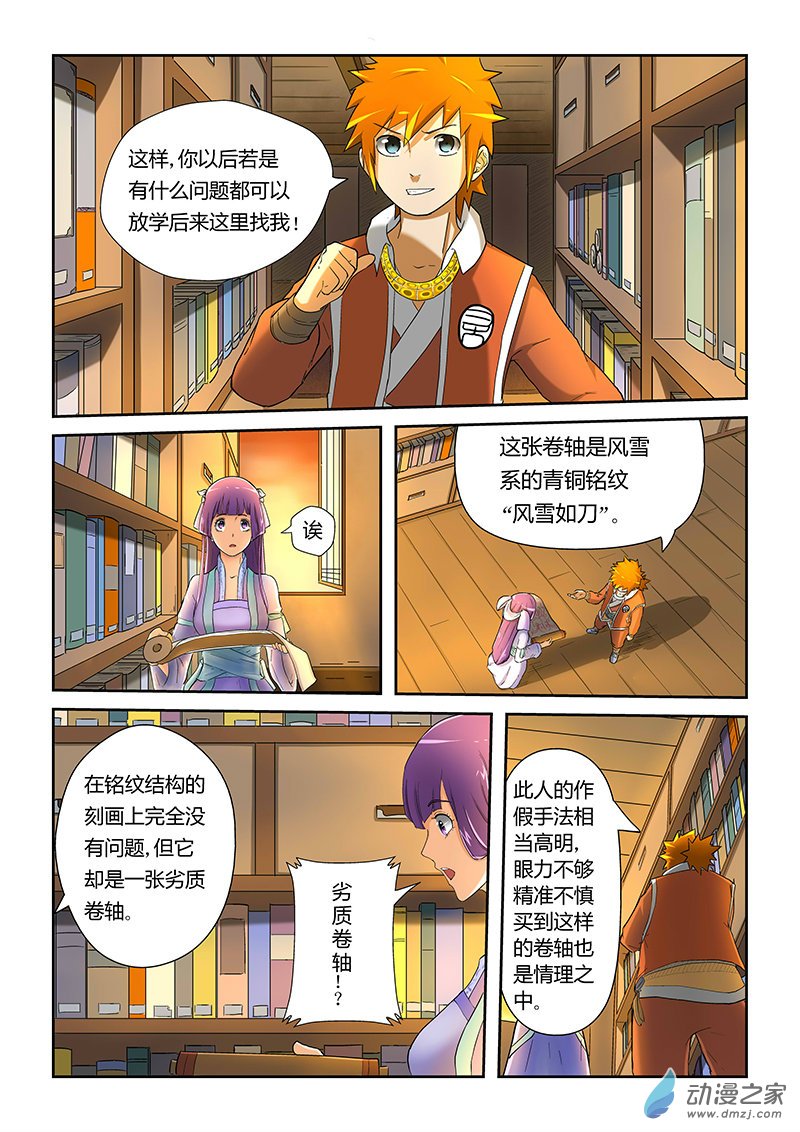 这样,你以后若是
有什么问题都可以
放学后来这里找我!
诶
这张卷轴是风雪
系的青铜铭纹
“风雪如刀”。
在铭纹结构的
刻画上完全没
有问题,但它
却是一张劣质
卷轴。
劣质卷轴!?
此人的作
假手法相
当高明,
眼力不够
精准不慎
买到这样
的卷轴也
是情理之
中。
动漫之家
www.dmzj.com